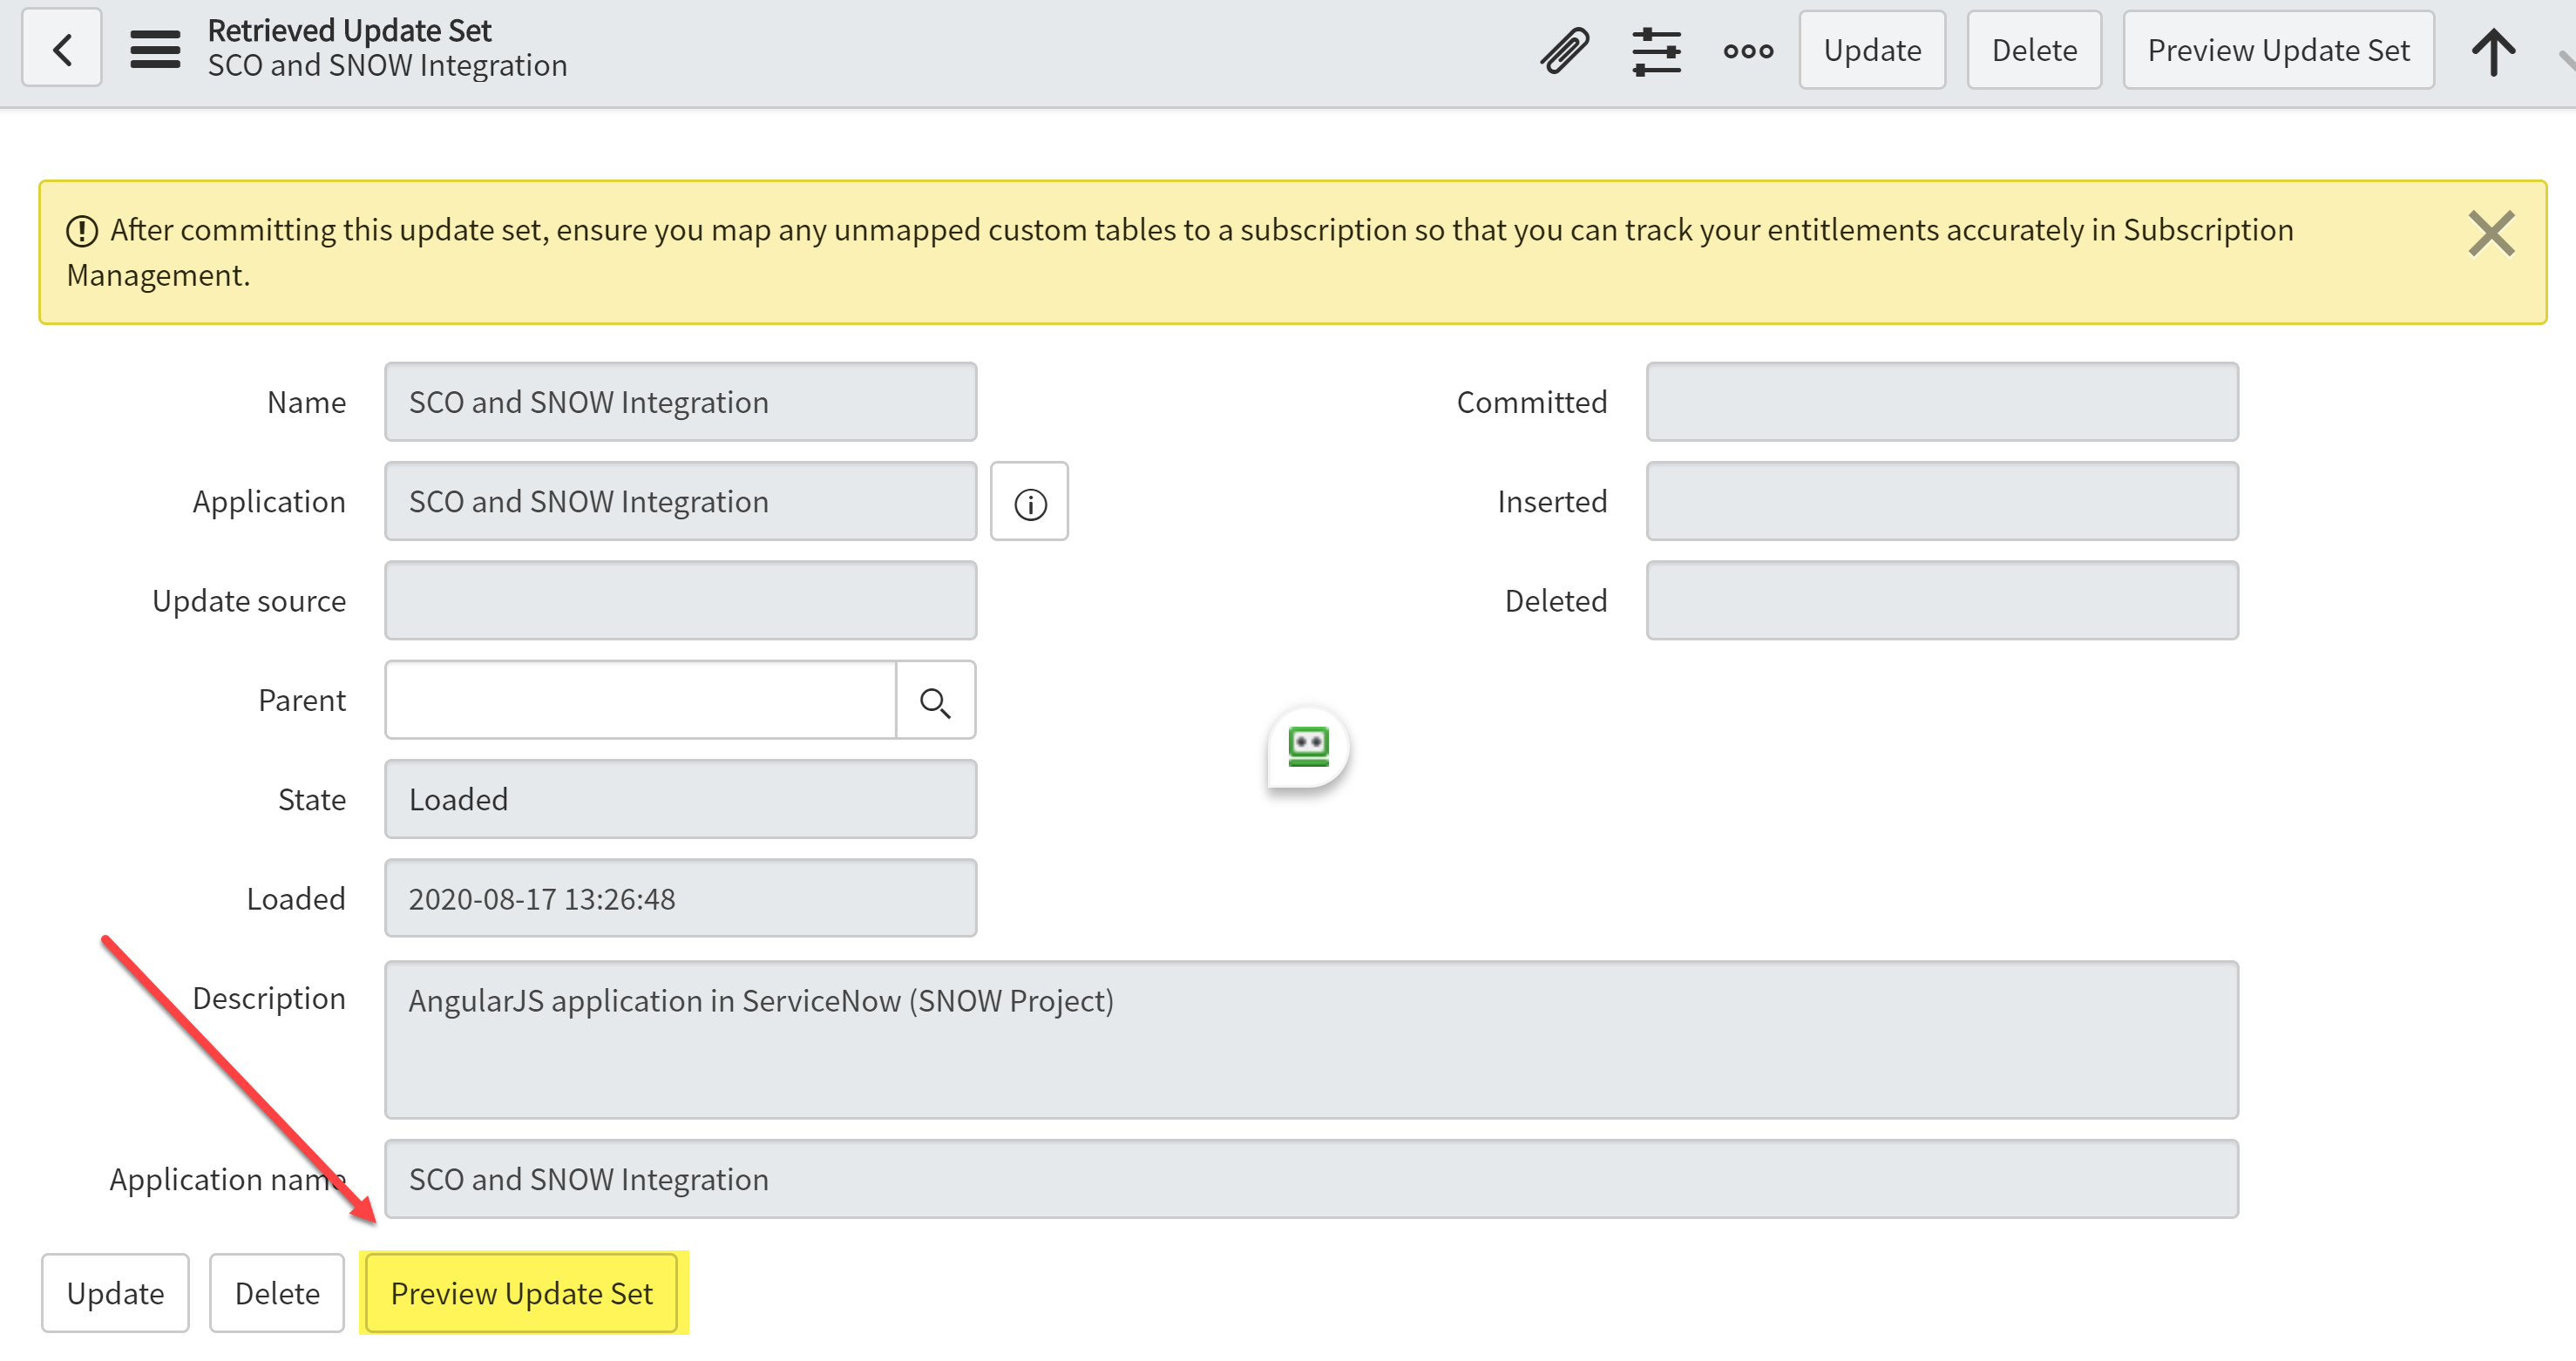 Retrieved Update Set
SCO and SNOW Integration
Update
Delete
Preview Update Set
After committing this update set, ensure you map any unmapped custom tables to a subscription so that you can track your entitlements accurately in Subscription
Management.
Name
SCO and SNOW Integration
Committed
Application
SCO and SNOW Integration
Inserted
Update source
Deleted
Parent
State
Loaded
Loaded
2020-08-17 13:26:48
Description
AngularJS application in ServiceNow (SNOW Project)
Application name
SCO and SNOW Integration
Update
Delete
Preview Update Set